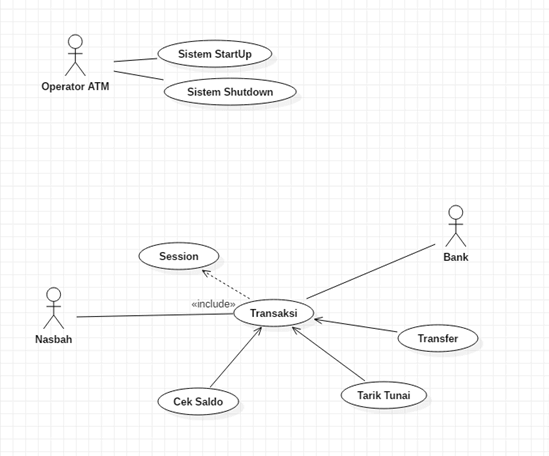 Sistem StartUp
Operator ATM
Sistem Shutdown
Session
Bank
«include»
Transaksi
Nasbah
Transfer
Cek Saldo
Tarik Tunai